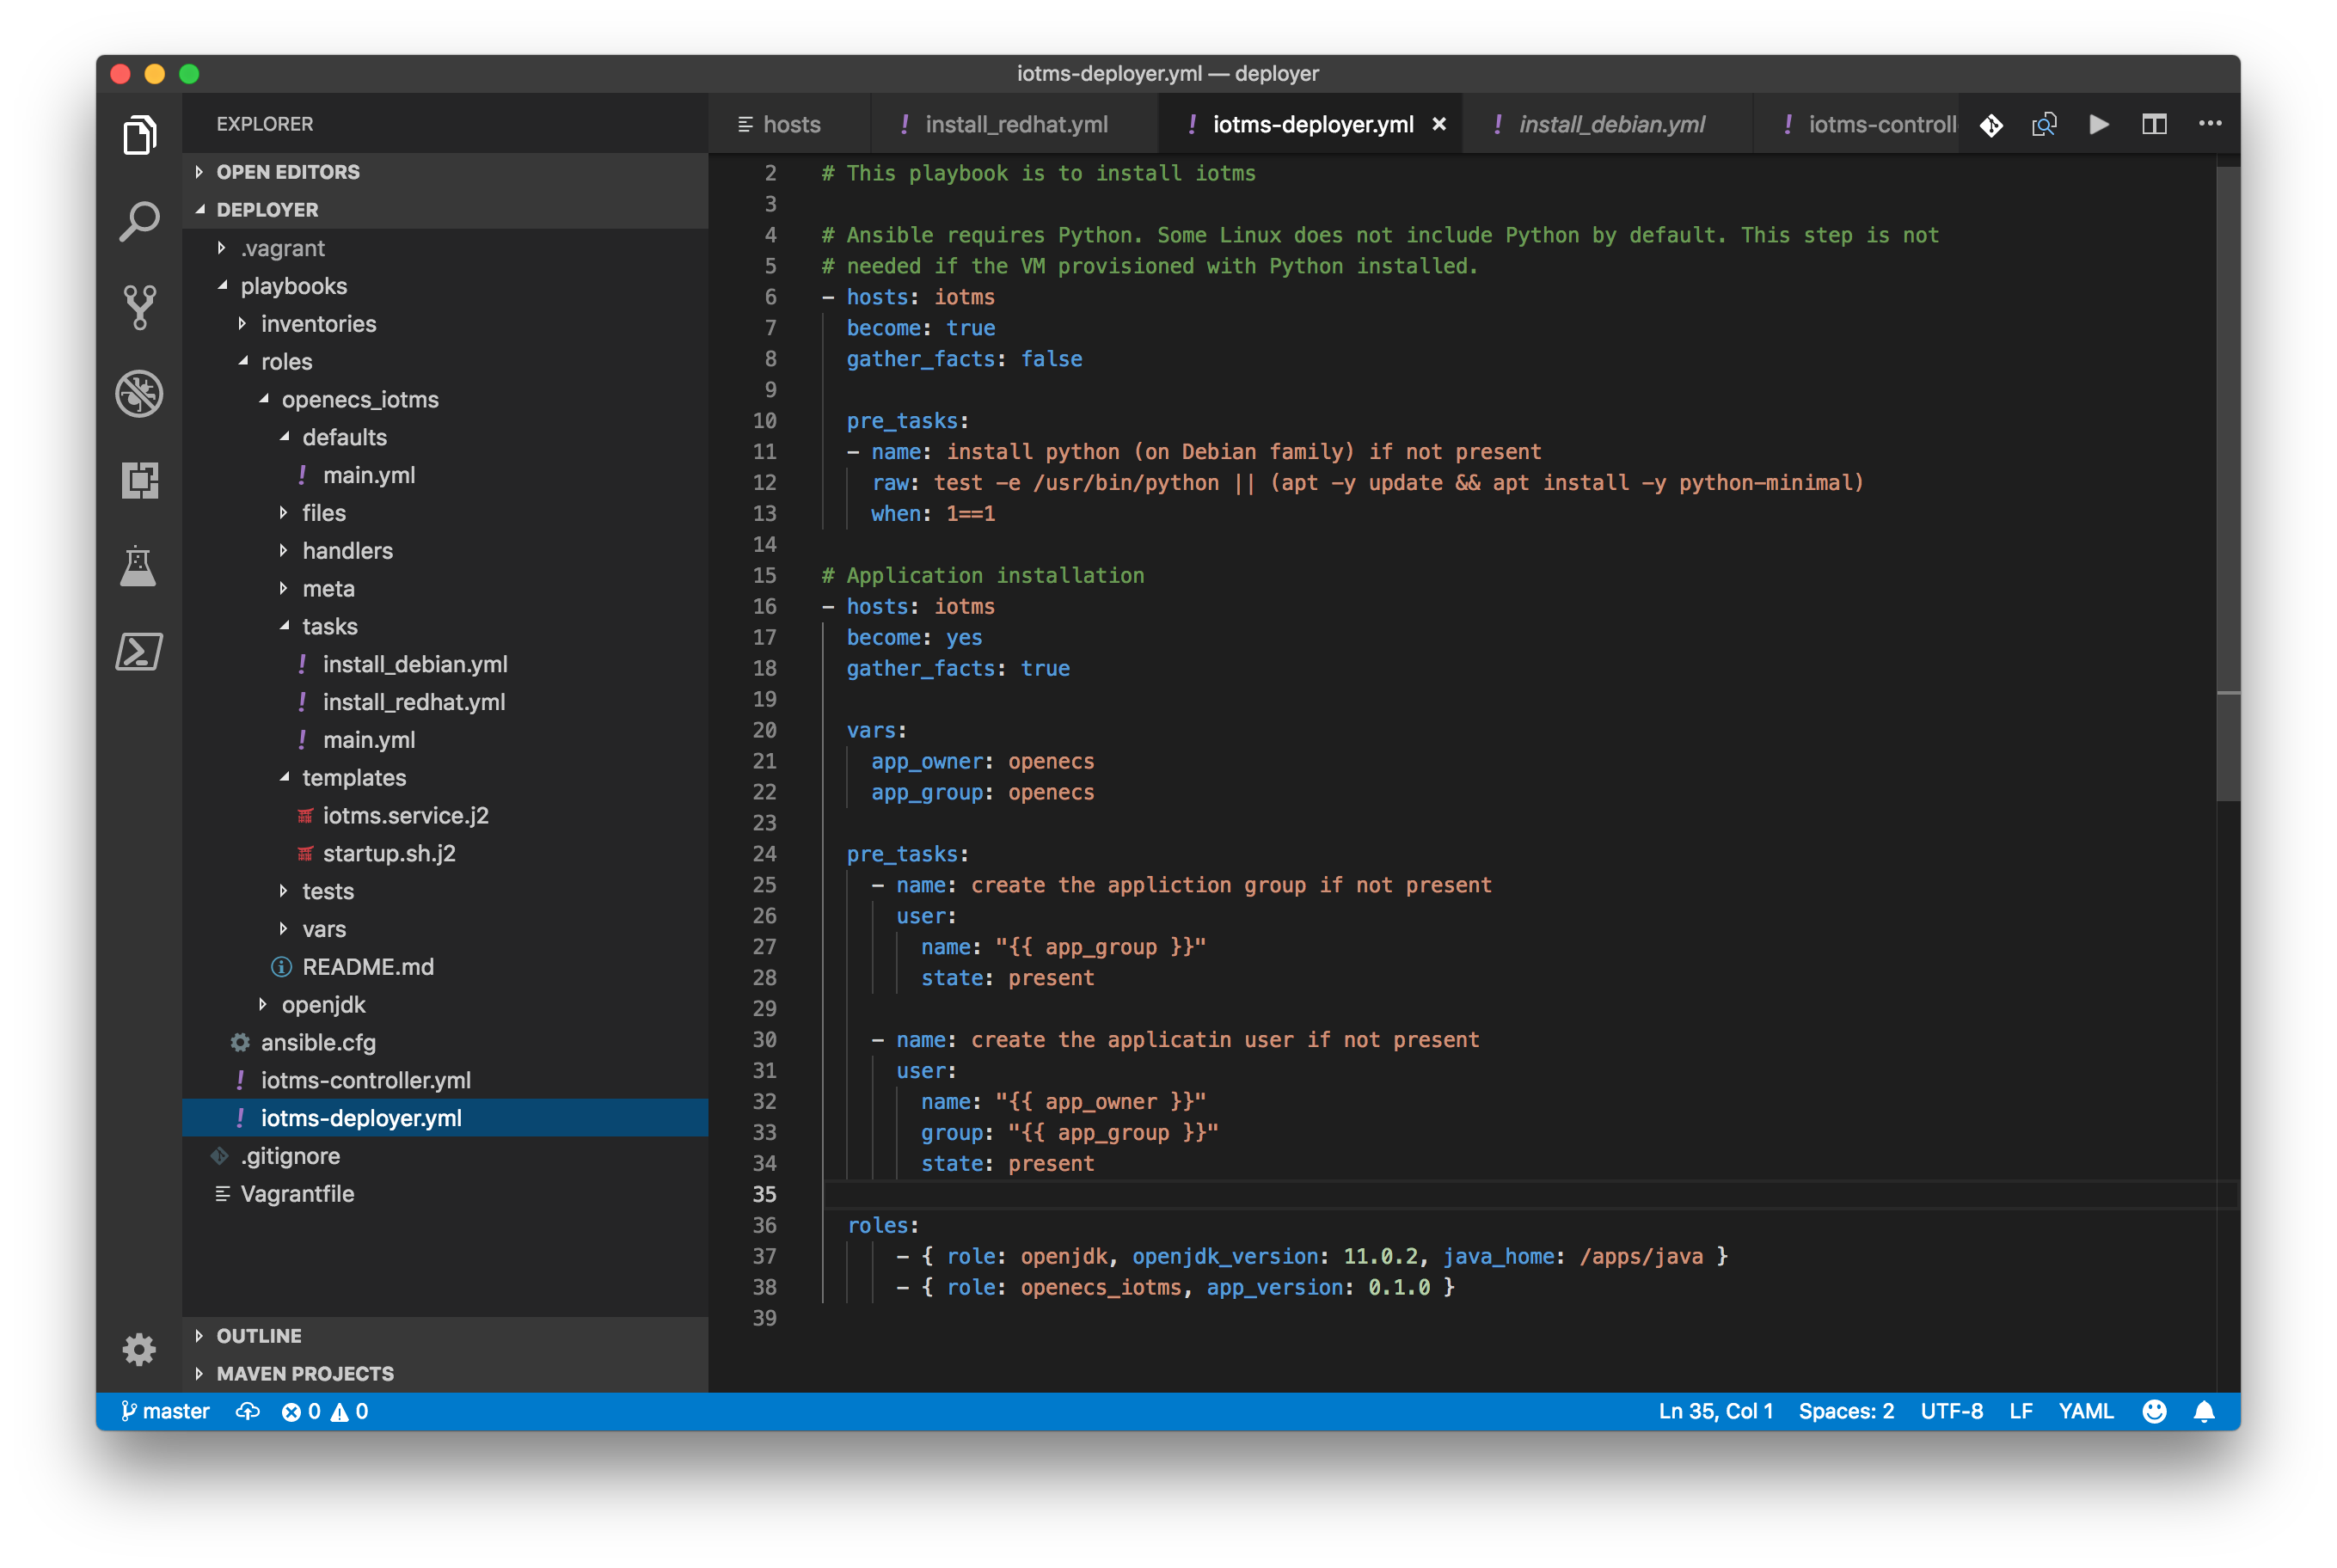 iotms-deployer.yml — deployer
EXPLORER
OPEN EDITORS
DEPLOYER
.vagrant
playbooks
inventories
roles
openecs_iotms
defaults
! main.yml
files
handlers
meta
tasks
! install_debian.yml
! install_redhat.yml
! main.yml
templates
iotms.service.j2
startup.sh.j2
tests
vars
README.md
openjdk
ansible.cfg
! iotms-controller.yml
! iotms-deployer.yml
.gitignore
Vagrantfile
OUTLINE
MAVEN PROJECTS
hosts
! install_redhat.yml
! iotms-deployer.yml ×
! install_debian.yml
! iotms-controll
2 # This playbook is to install iotms
3
4 # Ansible requires Python. Some Linux does not include Python by default. This step is not
5 # needed if the VM provisioned with Python installed.
6 - hosts: iotms
7 become: true
8 gather_facts: false
9
10 pre_tasks:
11 - name: install python (on Debian family) if not present
12 raw: test -e /usr/bin/python || (apt -y update && apt install -y python-minimal)
13 when: 1==1
14
15 # Application installation
16 - hosts: iotms
17 become: yes
18 gather_facts: true
19
20 vars:
21 app_owner: openecs
22 app_group: openecs
23
24 pre_tasks:
25 - name: create the appliction group if not present
26 user:
27 name: "{{ app_group }}"
28 state: present
29
30 - name: create the applicatin user if not present
31 user:
32 name: "{{ app_owner }}"
33 group: "{{ app_group }}"
34 state: present
35
36 roles:
37 - { role: openjdk, openjdk_version: 11.0.2, java_home: /apps/java }
38 - { role: openecs_iotms, app_version: 0.1.0 }
39
master 0 0 Ln 35, Col 1 Spaces: 2 UTF-8 LF YAML